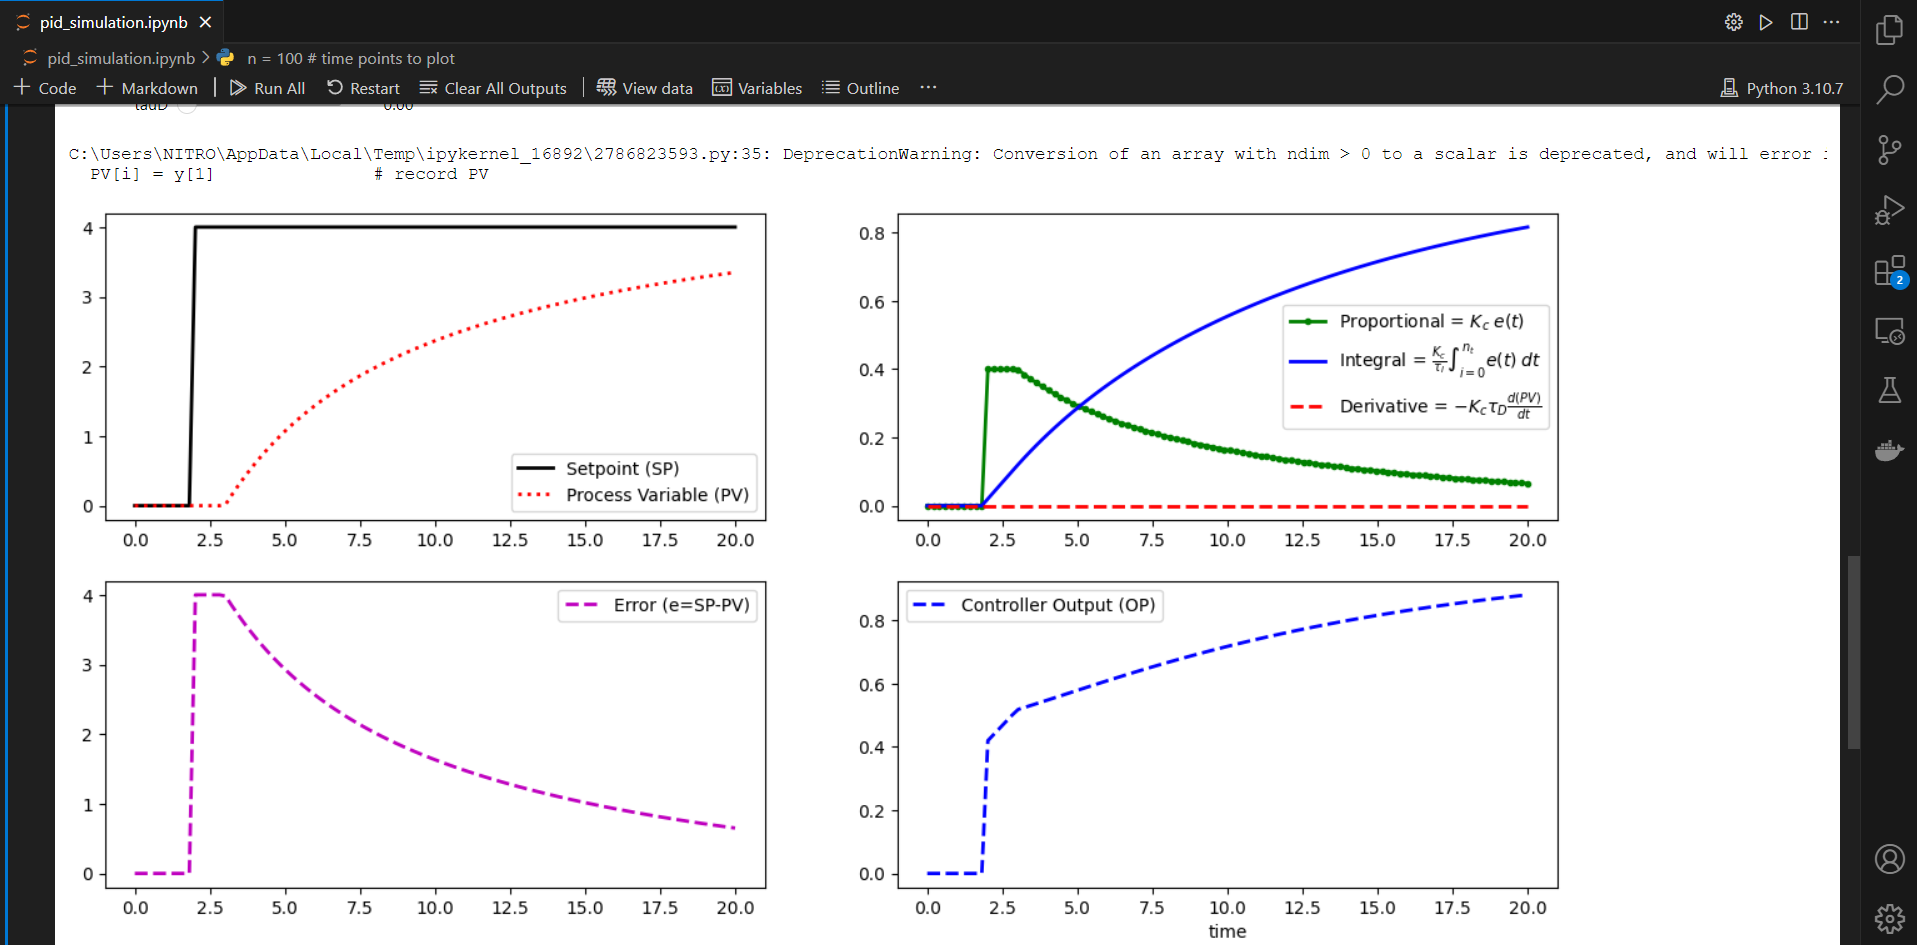 pid_simulation.ipynb
pid_simulation.ipynb > n = 100 # time points to plot
Code Markdown Run All Restart Clear All Outputs View data Variables Outline ... Python 3.10.7
tauD 0.00
C:\Users\NITRO\AppData\Local\Temp\ipykernel_16892\2786823593.py:35: DeprecationWarning: Conversion of an array with ndim > 0 to a scalar is deprecated, and will error
PV[i] = y[1] # record PV
4
3
2
1
0
Setpoint (SP)
Process Variable (PV)
0.0 2.5 5.0 7.5 10.0 12.5 15.0 17.5 20.0
0.8
0.6
0.4
0.2
0.0
Proportional = K_c e(t)
Integral = \frac{K_c}{τ_I} ∫_{i=0}^{n_t} e(t) dt
Derivative = −K_c τ_D \frac{d(PV)}{dt}
0.0 2.5 5.0 7.5 10.0 12.5 15.0 17.5 20.0
4
3
2
1
0
Error (e=SP-PV)
0.0 2.5 5.0 7.5 10.0 12.5 15.0 17.5 20.0
0.8
0.6
0.4
0.2
0.0
Controller Output (OP)
0.0 2.5 5.0 7.5 10.0 12.5 15.0 17.5 20.0
time
2